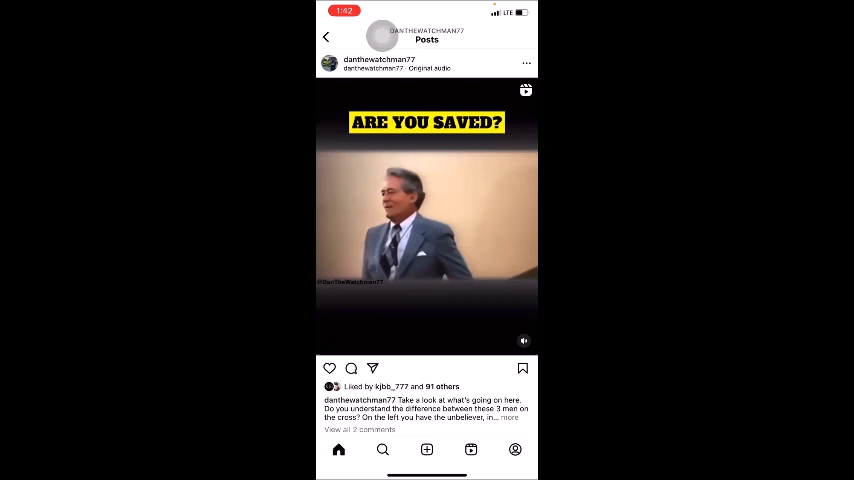 1:42
LTE
DANTHEWATCHMAN77
Posts
danthewatchman77
danthewatchman77 · Original audio
ARE YOU SAVED?
@DanTheWatchman77
Liked by kjbb_777 and 91 others
danthewatchman77 Take a look at what's going on here.
Do you understand the difference between these 3 men on
the cross? On the left you have the unbeliever, in... more
View all 2 comments